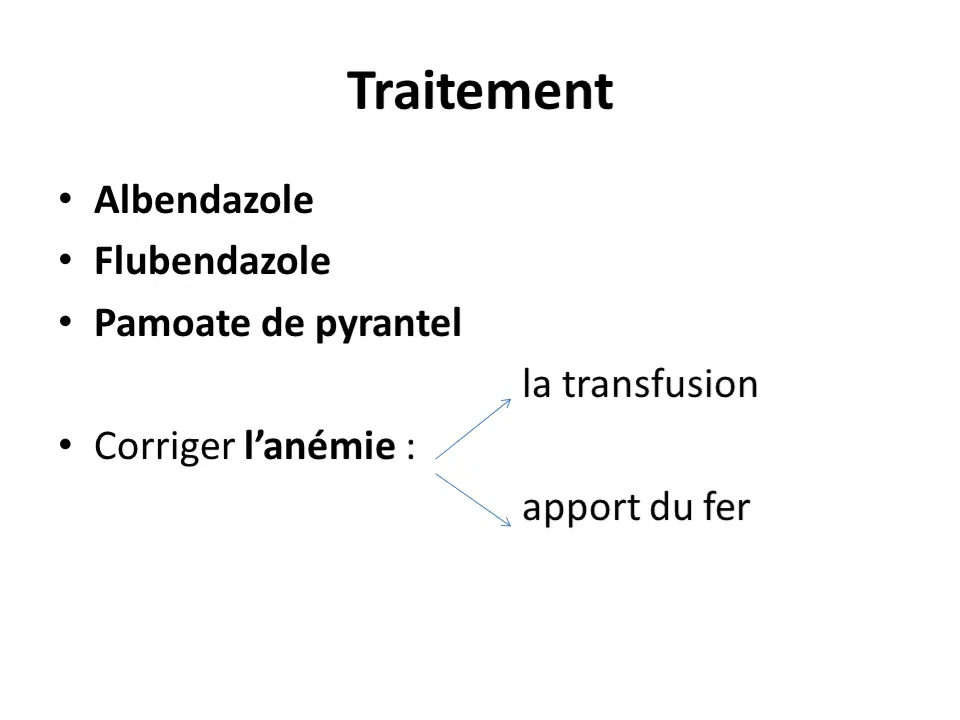 Traitement
• Albendazole
• Flubendazole
• Pamoate de pyrantel
la transfusion
• Corriger l’anémie :
apport du fer